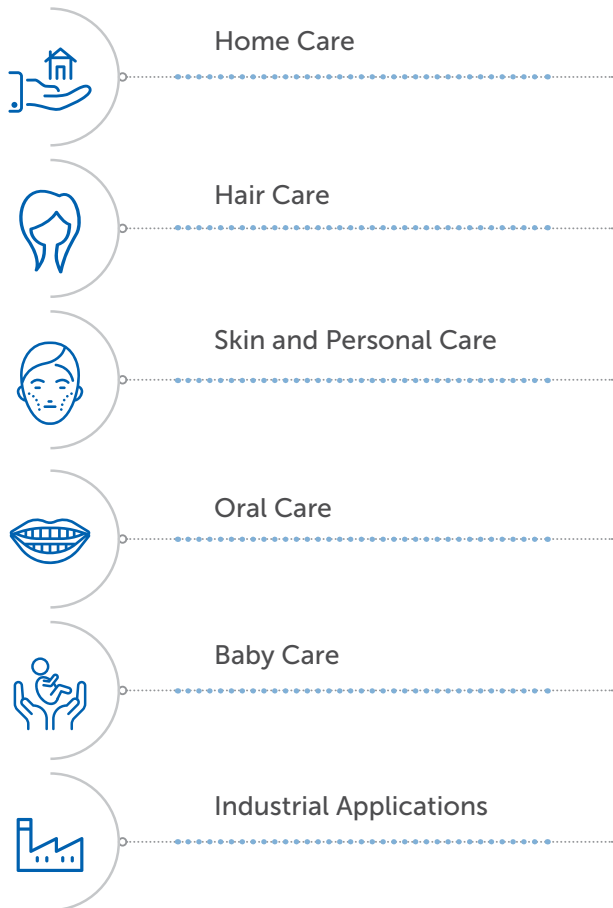 Home Care
Hair Care
Skin and Personal Care
Oral Care
Baby Care
Industrial Applications